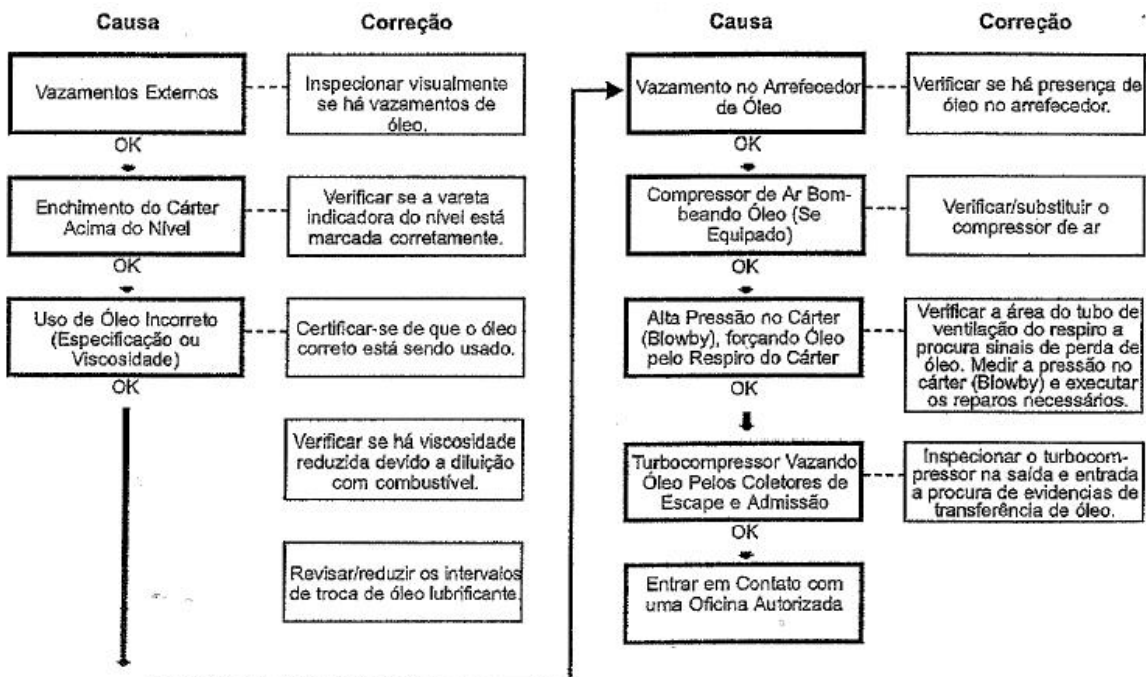 Causa
Correção
Vazamentos Externos
Inspecionar visualmente
se há vazamentos de
óleo.
OK
Enchimento do Cárter
Acima do Nível
Verificar se a vareta
indicadora do nível está
marcada corretamente.
OK
Uso de Óleo Incorreto
(Especificação ou
Viscosidade)
Certificar-se de que o óleo
correto está sendo usado.
OK
Verificar se há viscosidade
reduzida devido a diluição
com combustível.
Revisar/reduzir os intervalos
de troca de óleo lubrificante.
Causa
Correção
Vazamento no Arrefecedor
de Óleo
Verificar se há presença de
óleo no arrefecedor.
OK
Compressor de Ar Bom-
beando Óleo (Se
Equipado)
Verificar/substituir o
compressor de ar
OK
Alta Pressão no Cárter
(Blowby), forçando Óleo
pelo Respiro do Cárter
Verificar a área do tubo de
ventilação do respiro a
procura sinais de perda de
óleo. Medir a pressão no
cárter (Blowby) e executar
os reparos necessários.
OK
Turbocompressor Vazando
Óleo Pelos Coletores de
Escape e Admissão
Inspecionar o turbocom-
pressor na saída e entrada
a procura de evidencias de
transferência de óleo.
OK
Entrar em Contato com
uma Oficina Autorizada